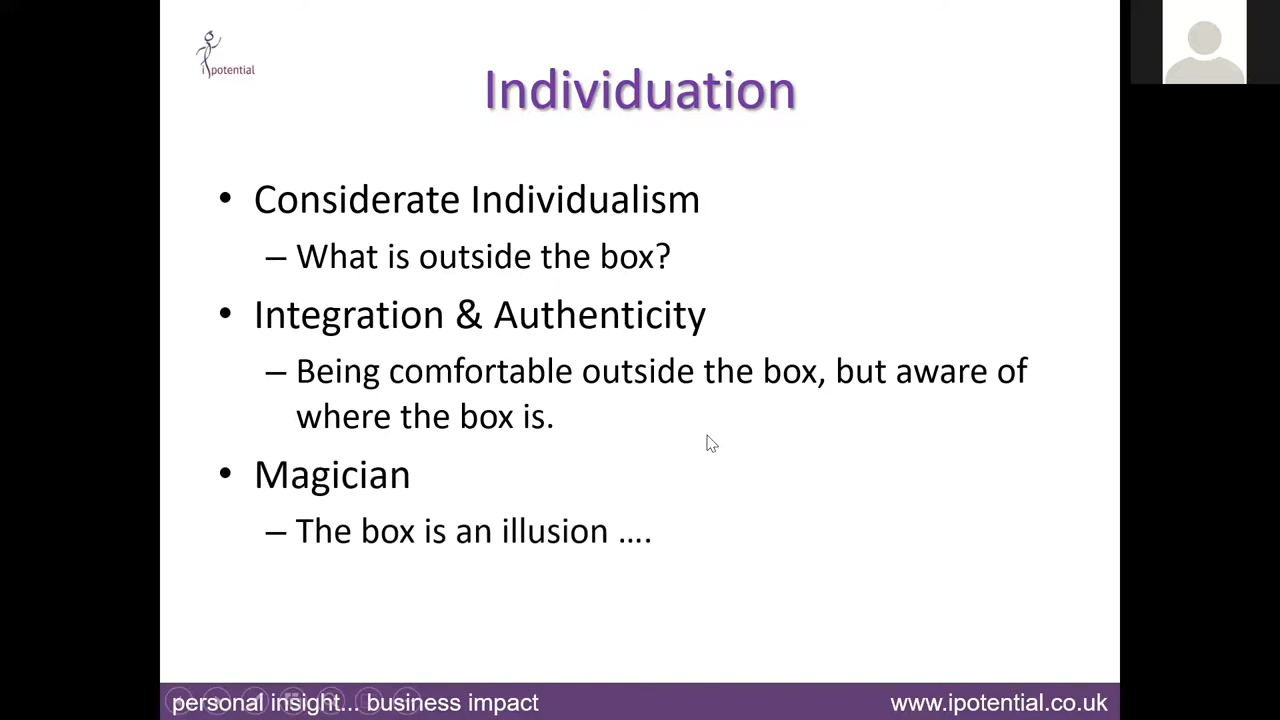 i potential
Individuation
• Considerate Individualism
– What is outside the box?
• Integration & Authenticity
– Being comfortable outside the box, but aware of
where the box is.
• Magician
– The box is an illusion ....
personal insight... business impact
www.ipotential.co.uk